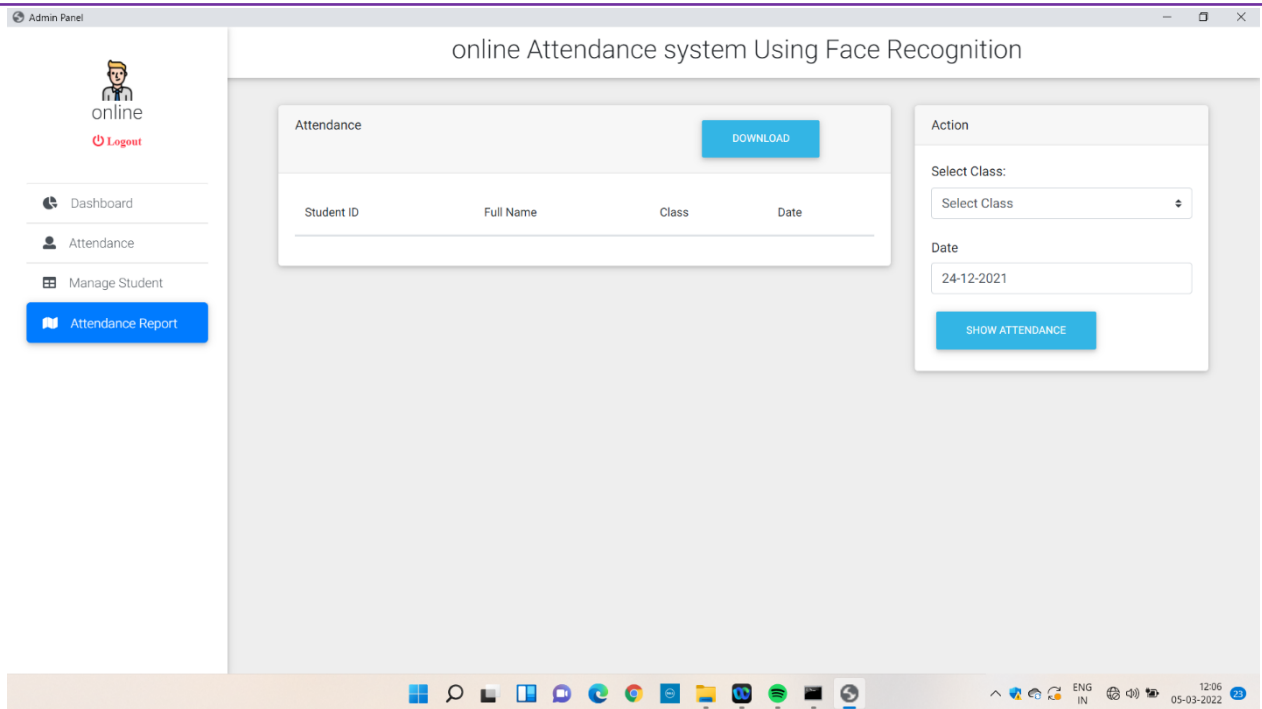 Admin Panel
online Attendance system Using Face Recognition
online
Logout
Dashboard
Attendance
Manage Student
Attendance Report
Attendance
DOWNLOAD
Student ID Full Name Class Date
Action
Select Class:
Select Class
Date
24-12-2021
SHOW ATTENDANCE
ENG
IN
12:06
05-03-2022
23